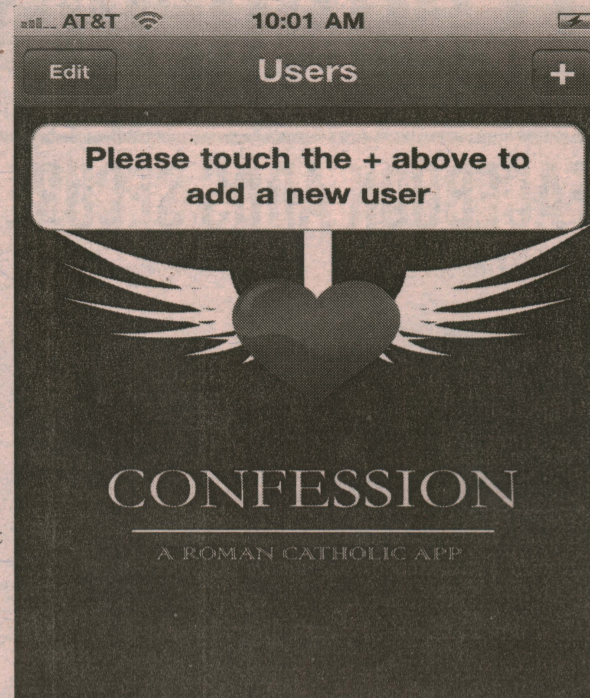 AT&T 10:01 AM
Edit Users +
Please touch the + above to
add a new user
CONFESSION
A ROMAN CATHOLIC APP